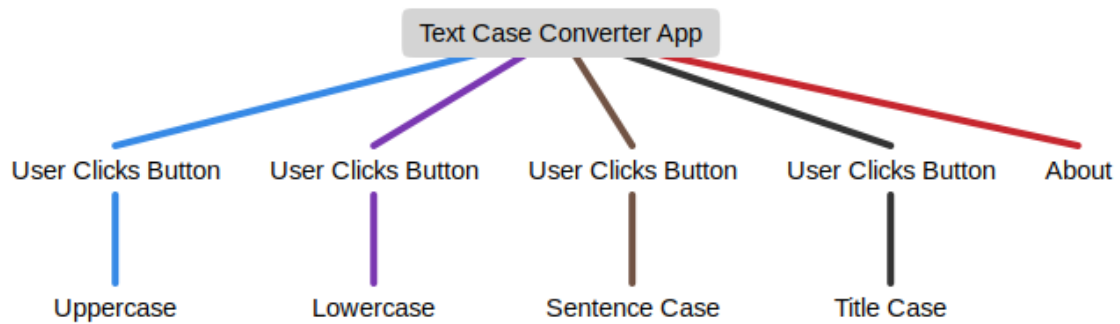 Text Case Converter App
User Clicks Button
User Clicks Button
User Clicks Button
User Clicks Button
About
Uppercase
Lowercase
Sentence Case
Title Case